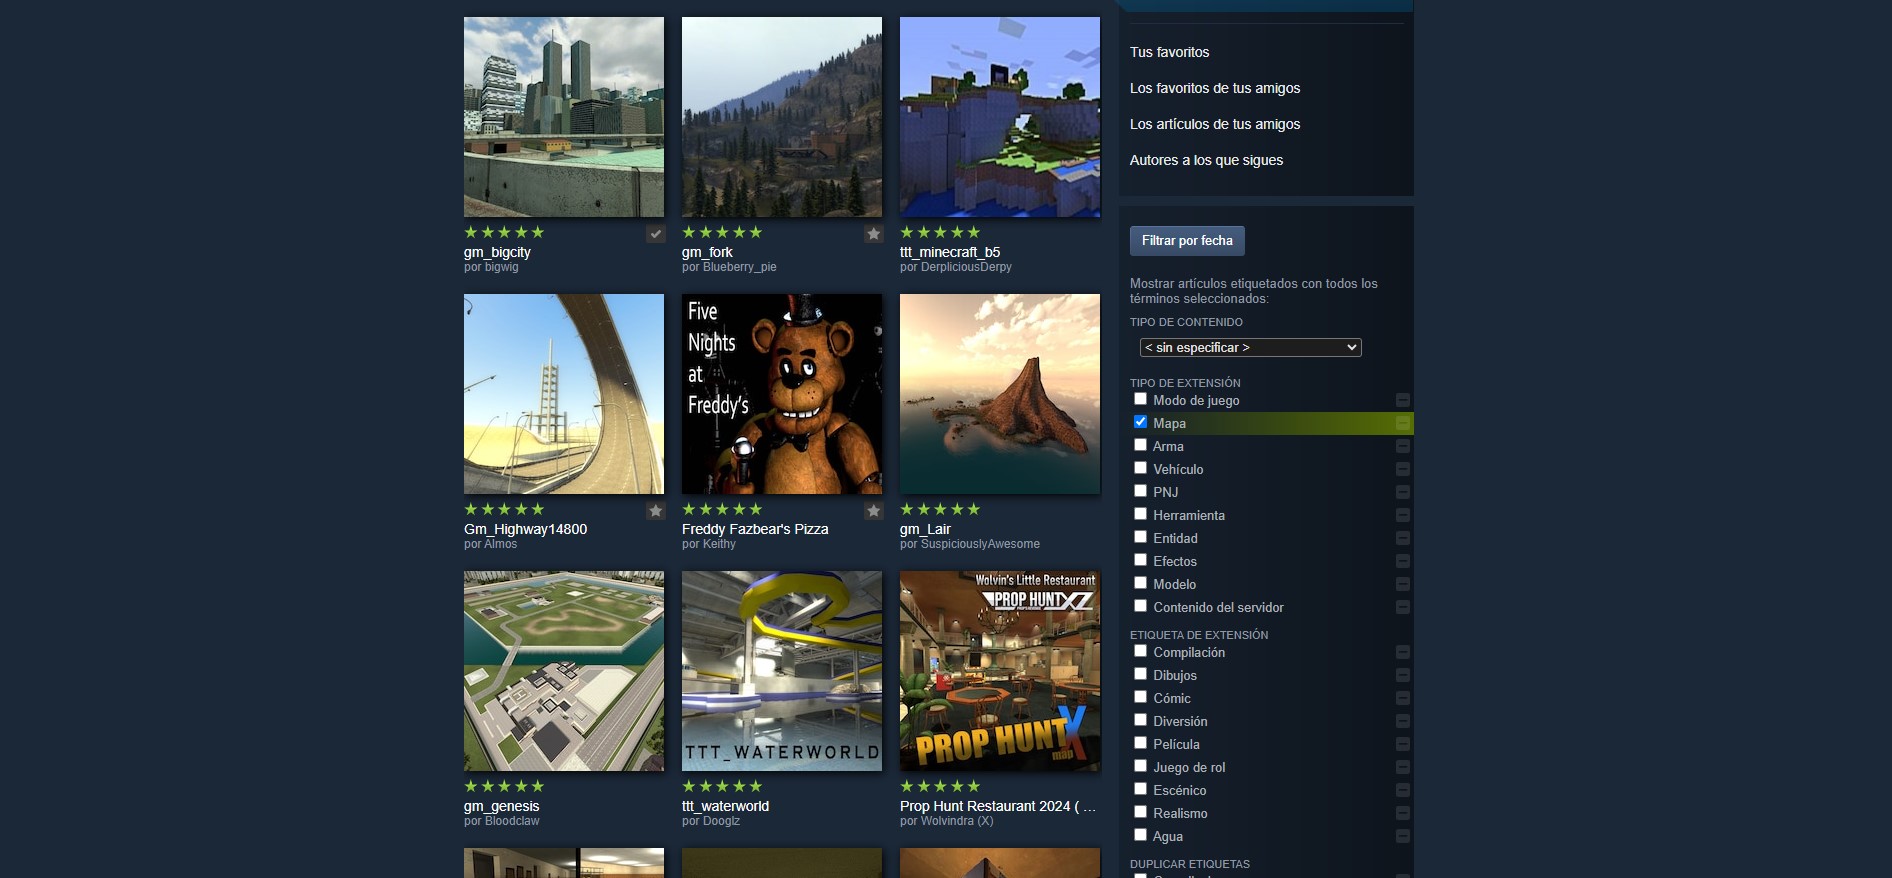 gm_bigcity
por bigwig
gm_fork
por Blueberry_pie
ttt_minecraft_b5
por DerpliciousDerpy
Five
Nights
at
Freddy's
Gm_Highway14800
por Almos
Freddy Fazbear's Pizza
por Keithy
gm_Lair
por SuspiciouslyAwesome
TTT_WATERWORLD
Wolvin's Little Restaurant
PROP HUNT XZ
PROP HUNT X
map
gm_genesis
por Bloodclaw
ttt_waterworld
por Dooglz
Prop Hunt Restaurant 2024 ( ...
por Wolvindra (X)
Tus favoritos
Los favoritos de tus amigos
Los artículos de tus amigos
Autores a los que sigues
Filtrar por fecha
Mostrar artículos etiquetados con todos los
términos seleccionados:
TIPO DE CONTENIDO
< sin especificar >
TIPO DE EXTENSIÓN
Modo de juego
Mapa
Arma
Vehículo
PNJ
Herramienta
Entidad
Efectos
Modelo
Contenido del servidor
ETIQUETA DE EXTENSIÓN
Compilación
Dibujos
Cómic
Diversión
Película
Juego de rol
Escénico
Realismo
Agua
DUPLICAR ETIQUETAS